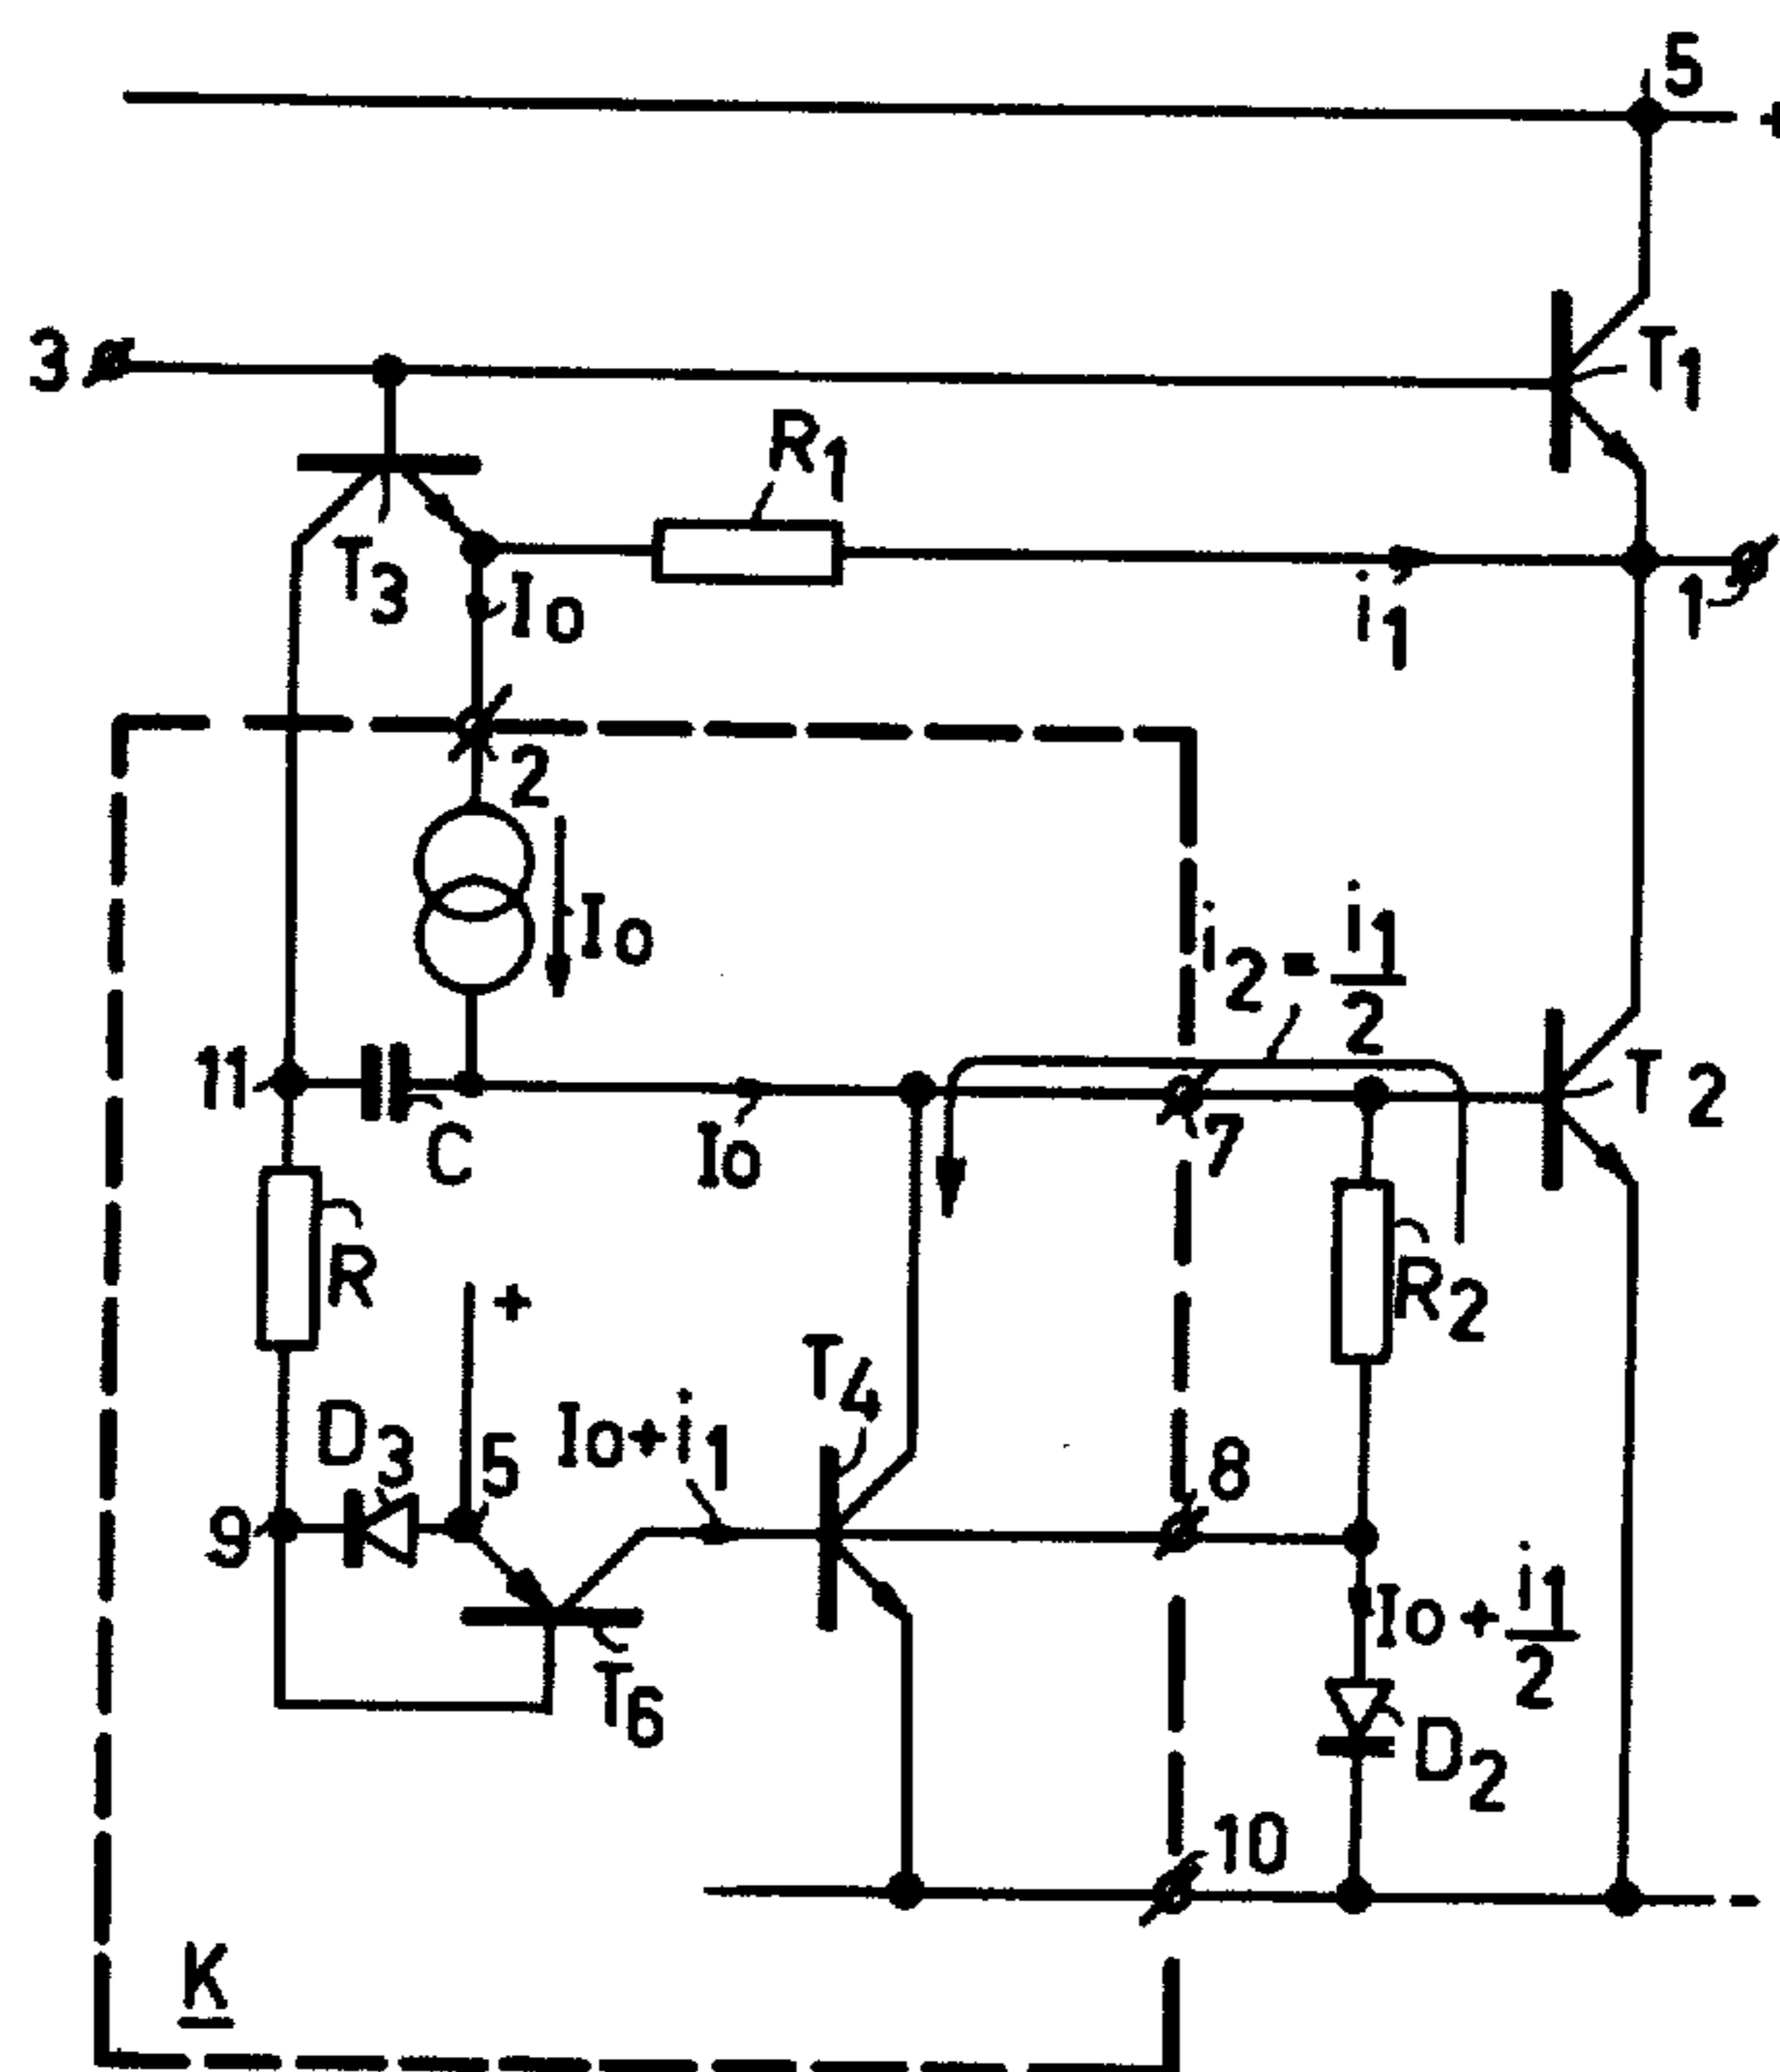 5
+
3
T1
R1
T3
Io
i1
1
2
Io
i2=i1/2
11
C
Io
7
T2
R
R2
+
T4
D3
5
Io+i1
8
9
Io+i1/2
T6
D2
10
-
K